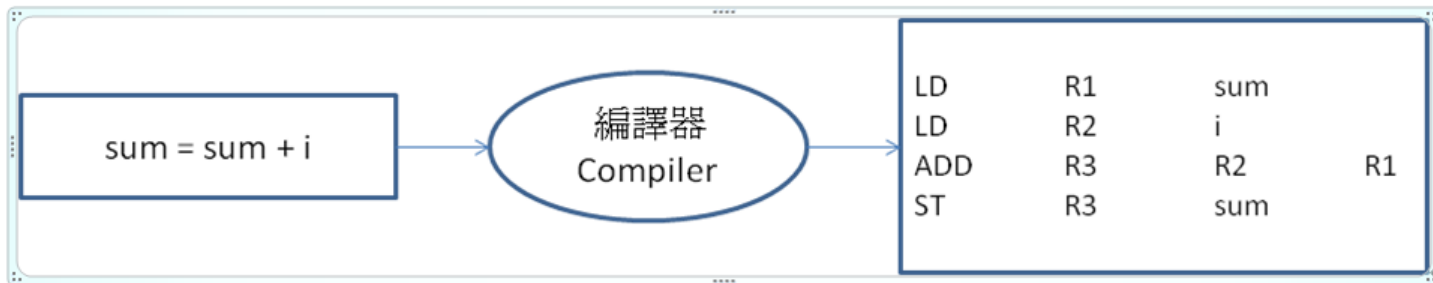 sum = sum + i
編譯器
Compiler
LD R1 sum
LD R2 i
ADD R3 R2 R1
ST R3 sum